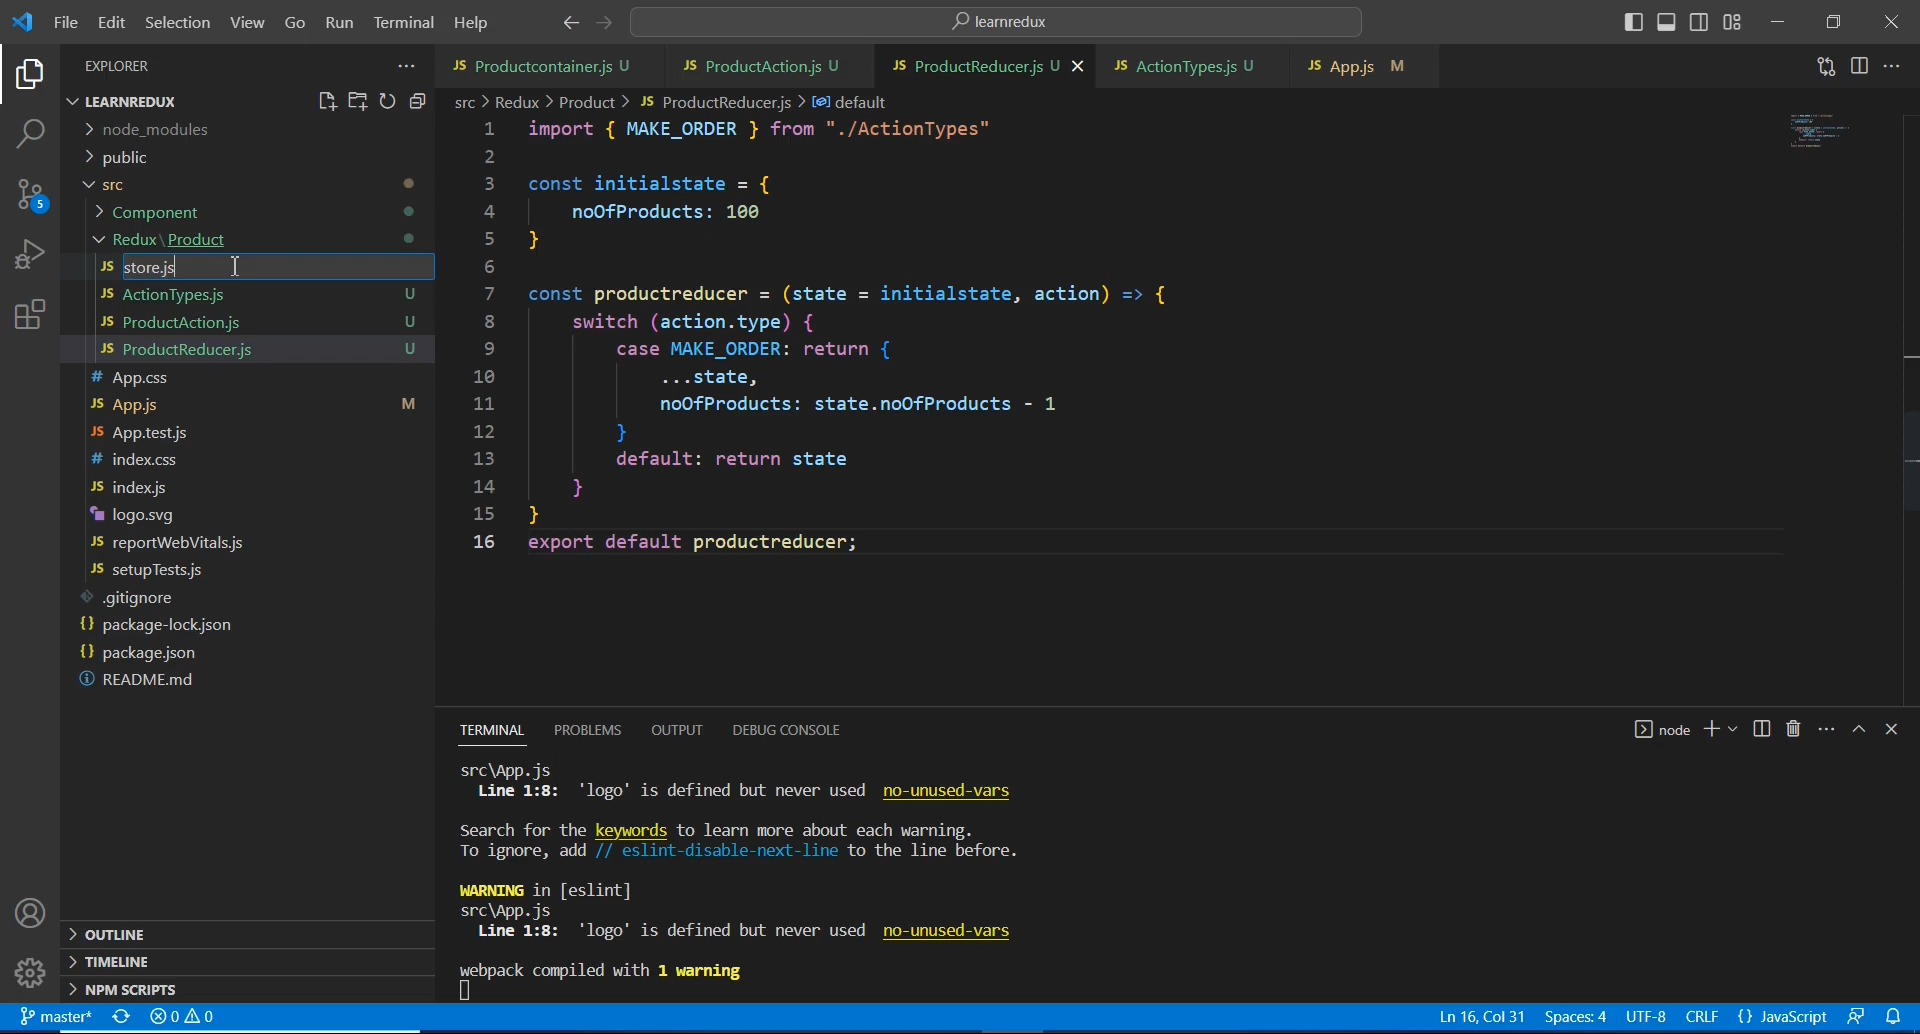 File Edit Selection View Go Run Terminal Help
learnredux
EXPLORER
LEARNREDUX
node_modules
public
src
Component
Redux\Product
JS store.js
JS ActionTypes.js U
JS ProductAction.js U
JS ProductReducer.js U
# App.css
JS App.js M
JS App.test.js
# index.css
JS index.js
logo.svg
JS reportWebVitals.js
JS setupTests.js
.gitignore
{} package-lock.json
{} package.json
README.md
OUTLINE
TIMELINE
NPM SCRIPTS
5
JS Productcontainer.js U
JS ProductAction.js U
JS ProductReducer.js U
JS ActionTypes.js U
JS App.js M
src > Redux > Product > JS ProductReducer.js > default
1 import { MAKE_ORDER } from "./ActionTypes"
2
3 const initialstate = {
4 noOfProducts: 100
5 }
6
7 const productreducer = (state = initialstate, action) => {
8 switch (action.type) {
9 case MAKE_ORDER: return {
10 ...state,
11 noOfProducts: state.noOfProducts - 1
12 }
13 default: return state
14 }
15 }
16 export default productreducer;
TERMINAL PROBLEMS OUTPUT DEBUG CONSOLE
node
src\App.js
Line 1:8: 'logo' is defined but never used no-unused-vars
Search for the keywords to learn more about each warning.
To ignore, add // eslint-disable-next-line to the line before.
WARNING in [eslint]
src\App.js
Line 1:8: 'logo' is defined but never used no-unused-vars
webpack compiled with 1 warning
master* 0 0
Ln 16, Col 31 Spaces: 4 UTF-8 CRLF {} JavaScript